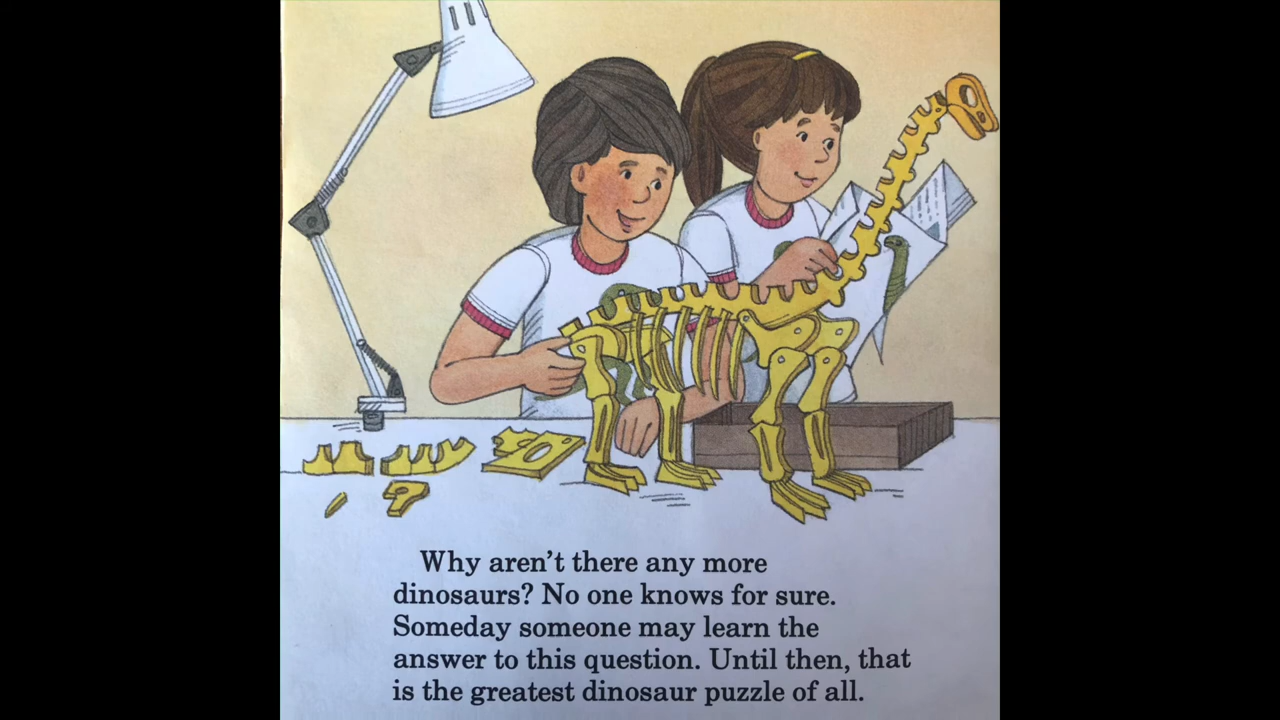 Why aren't there any more
dinosaurs? No one knows for sure.
Someday someone may learn the
answer to this question. Until then, that
is the greatest dinosaur puzzle of all.